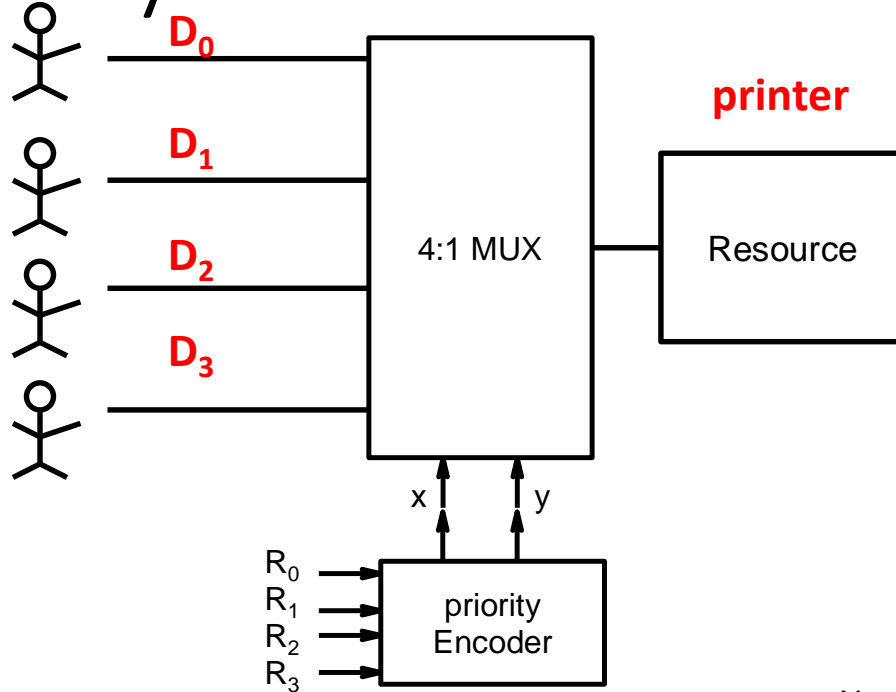 D₀
printer
D₁
4:1 MUX
Resource
D₂
D₃
x
y
R₀
R₁
R₂
R₃
priority
Encoder